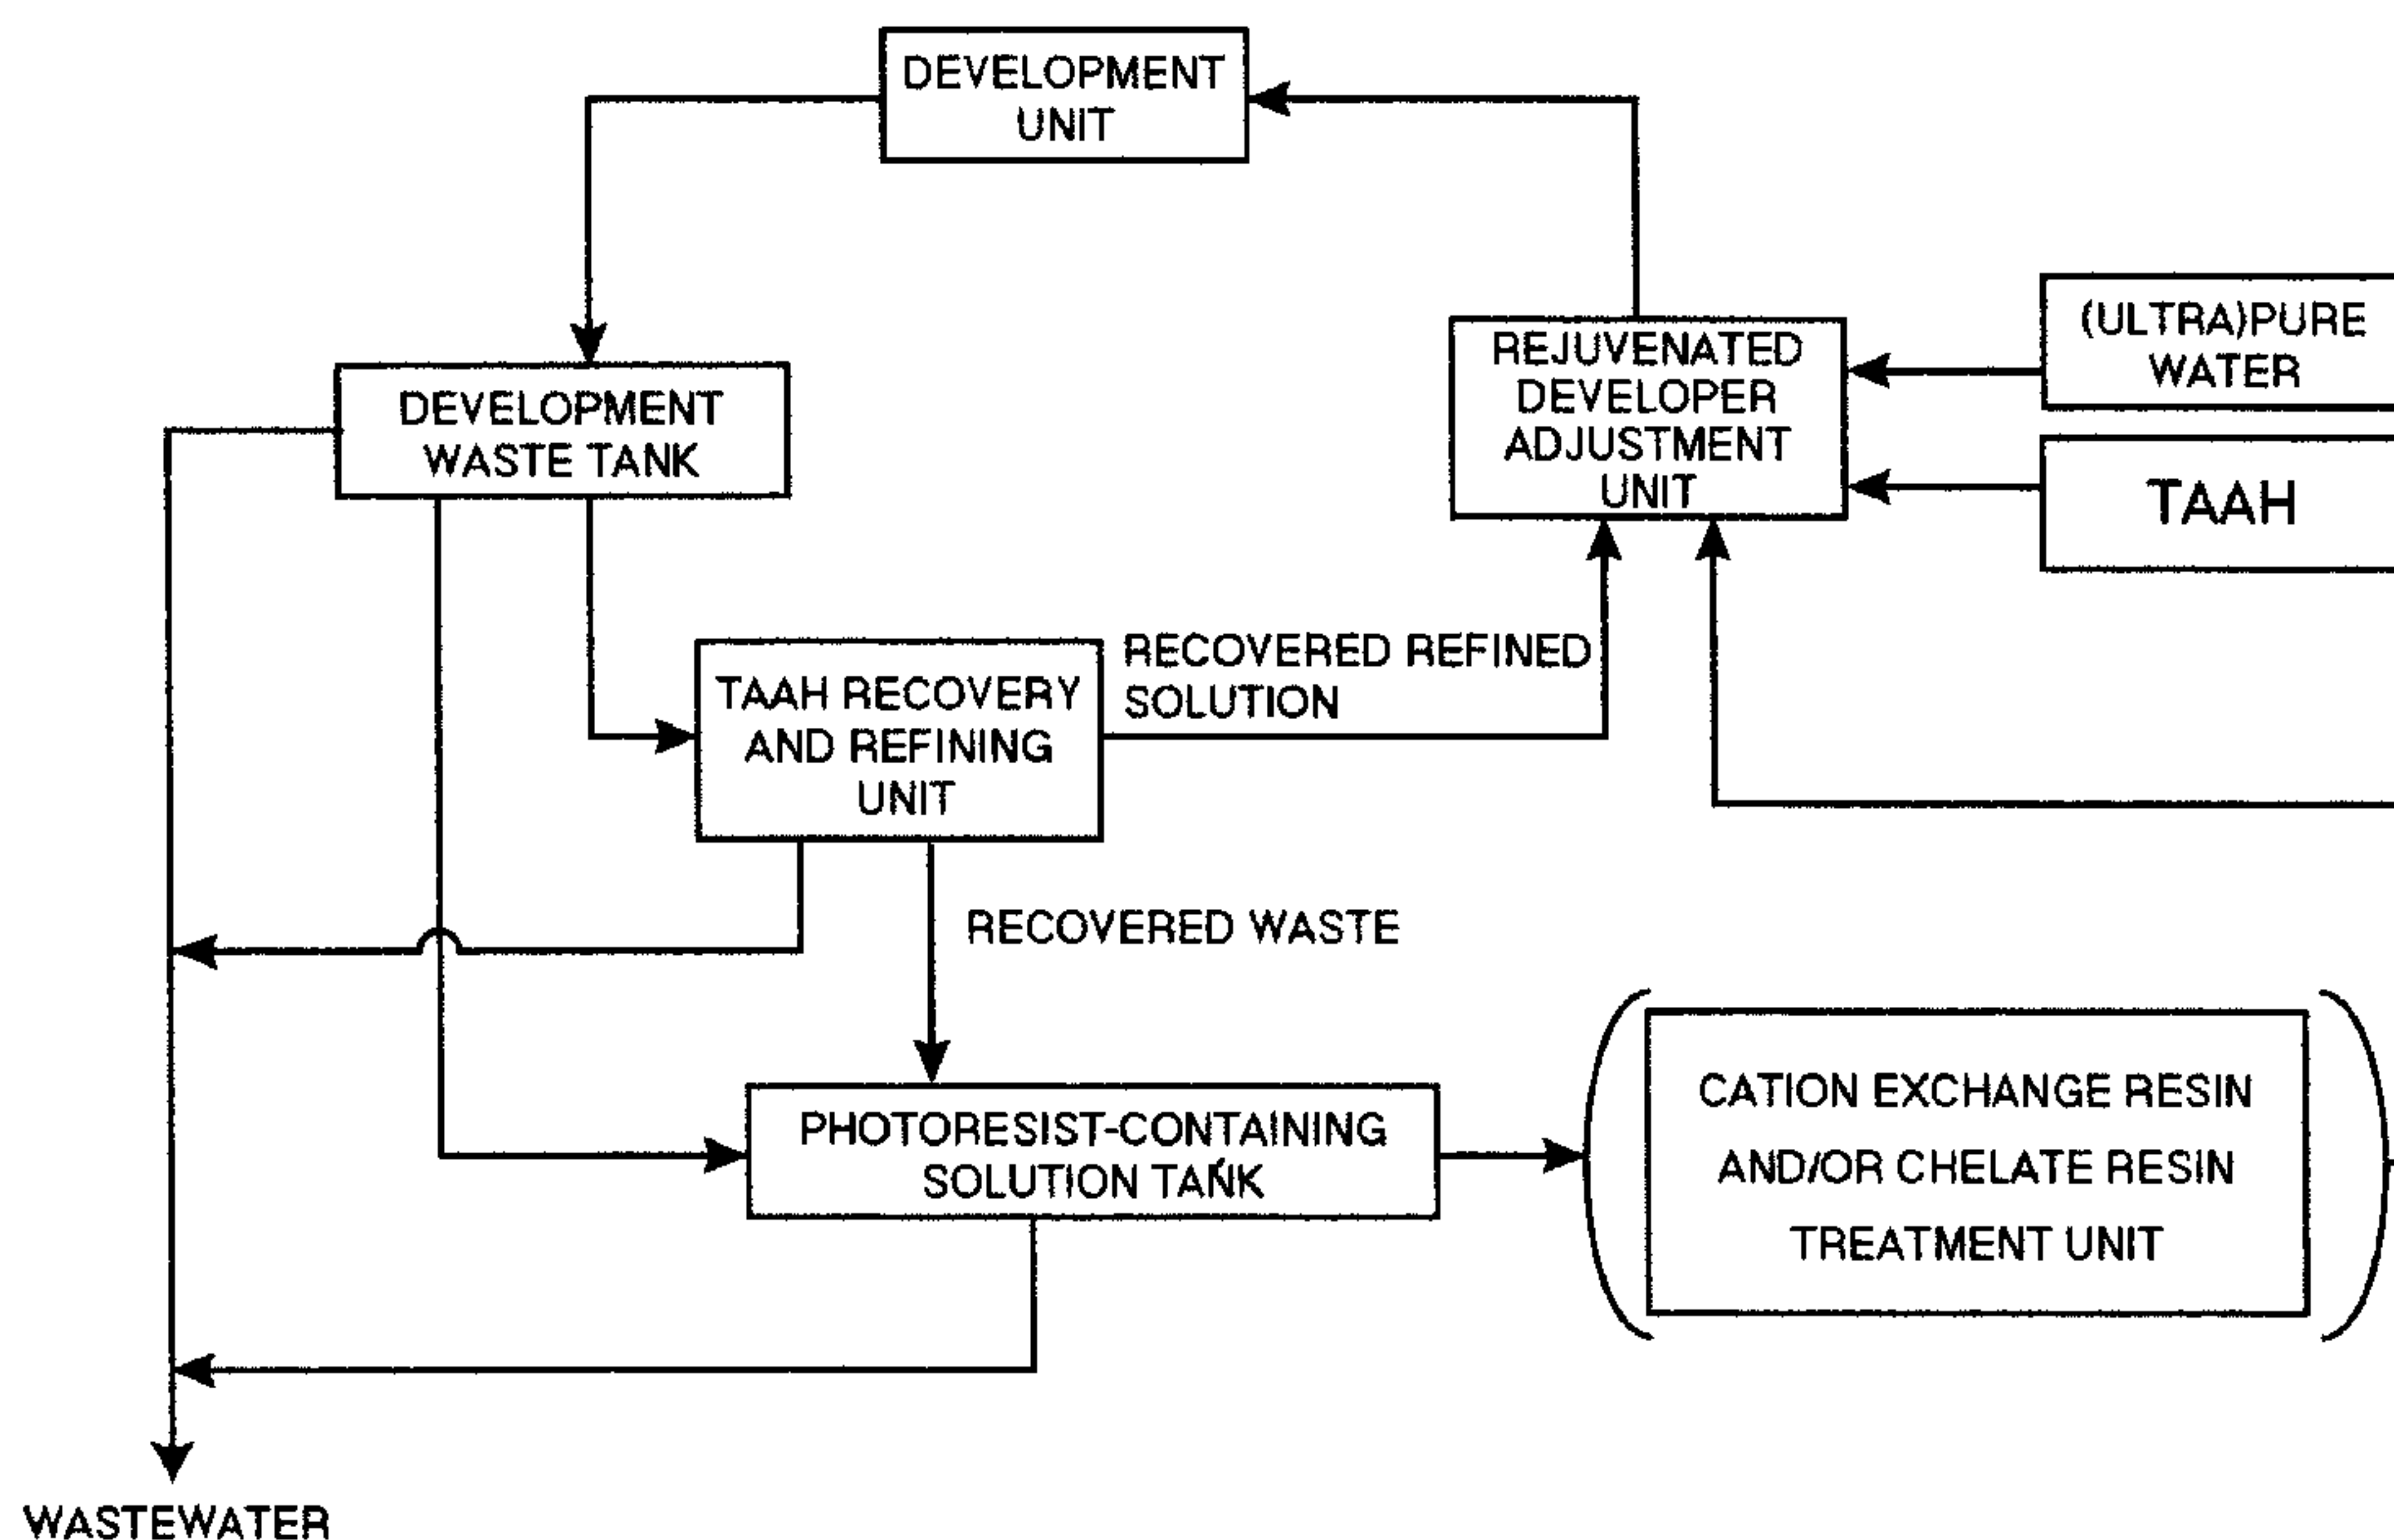 DEVELOPMENT
UNIT
(ULTRA)PURE
WATER
REJUVENATED
DEVELOPER
ADJUSTMENT
UNIT
DEVELOPMENT
WASTE TANK
TAAH
RECOVERED REFINED
SOLUTION
TAAH RECOVERY
AND REFINING
UNIT
RECOVERED WASTE
PHOTORESIST-CONTAINING
SOLUTION TANK
CATION EXCHANGE RESIN
AND/OR CHELATE RESIN
TREATMENT UNIT
WASTEWATER